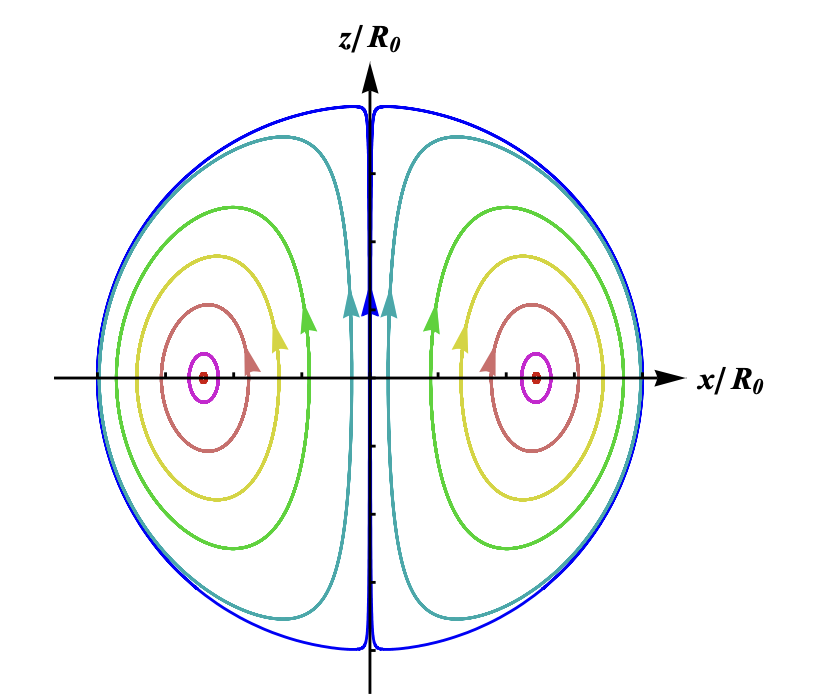 z/ R₀
x/ R₀